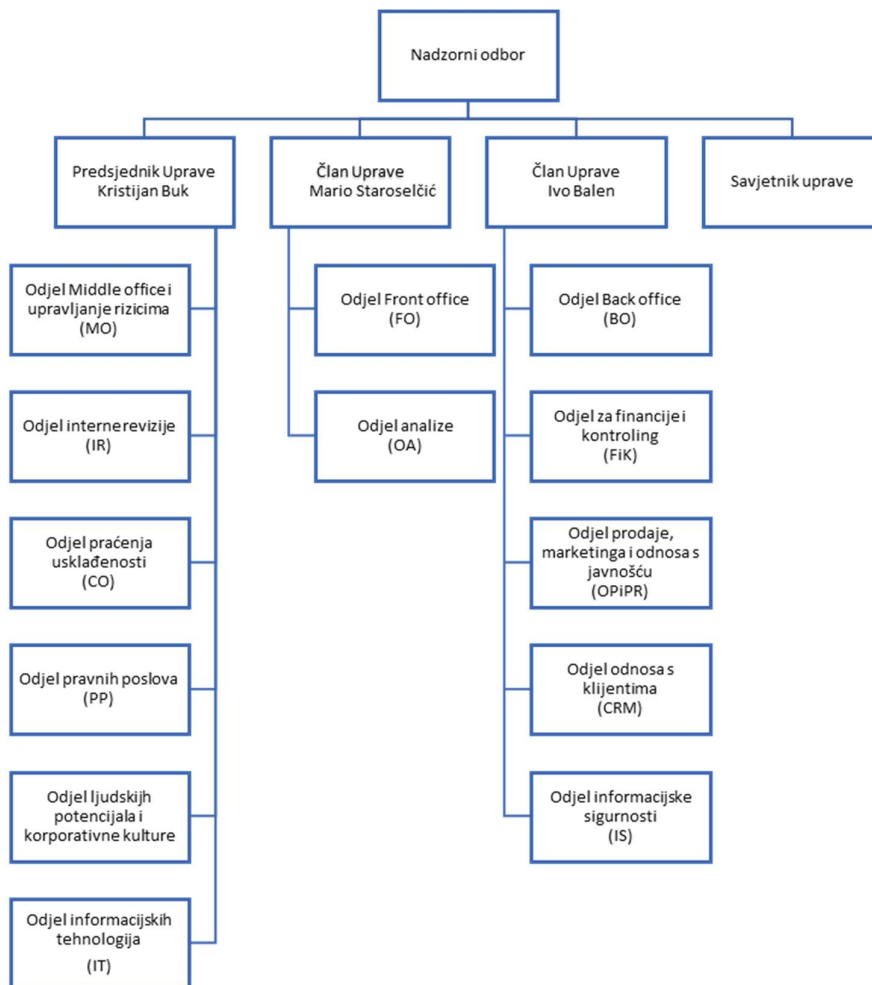 Nadzorni odbor
Predsjednik Uprave
Kristijan Buk
Član Uprave
Mario Staroselčić
Član Uprave
Ivo Balen
Savjetnik uprave
Odjel Middle office i
upravljanje rizicima
(MO)
Odjel Front office
(FO)
Odjel Back office
(BO)
Odjel interne revizije
(IR)
Odjel analize
(OA)
Odjel za financije i
kontroling
(FiK)
Odjel praćenja
usklađenosti
(CO)
Odjel prodaje,
marketinga i odnosa s
javnošću
(OPiPR)
Odjel pravnih poslova
(PP)
Odjel odnosa s
klijentima
(CRM)
Odjel ljudskih
potencijala i
korporativne kulture
Odjel informacijske
sigurnosti
(IS)
Odjel informacijskih
tehnologija
(IT)